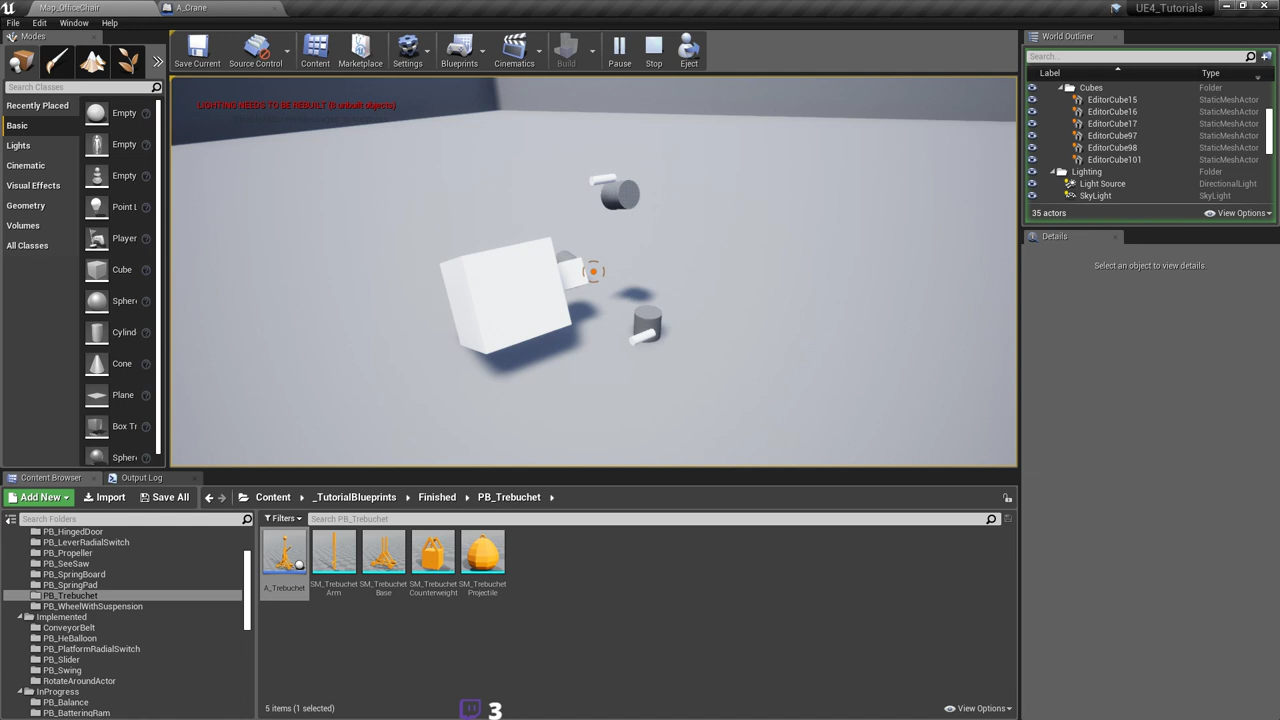 Map_OfficeChair
A_Crane
UE4_Tutorials
File Edit Window Help
Modes
Search Classes
Recently Placed
Basic
Lights
Cinematic
Visual Effects
Geometry
Volumes
All Classes
Empty
Empty
Empty
Point L
Player
Cube
Spher
Cylind
Cone
Plane
Box Tr
Spher
Save Current
Source Control
Content
Marketplace
Settings
Blueprints
Cinematics
Build
Pause
Stop
Eject
LIGHTING NEEDS TO BE REBUILT (3 unbuilt objects)
World Outliner
Search...
Label Type
Cubes Folder
EditorCube15 StaticMeshActor
EditorCube16 StaticMeshActor
EditorCube17 StaticMeshActor
EditorCube97 StaticMeshActor
EditorCube98 StaticMeshActor
EditorCube101 StaticMeshActor
Lighting Folder
Light Source DirectionalLight
SkyLight SkyLight
35 actors View Options
Details
Select an object to view details.
Content Browser
Output Log
Add New Import Save All Content _TutorialBlueprints Finished PB_Trebuchet
Search Folders
Filters
Search PB_Trebuchet
PB_HingedDoor
PB_LeverRadialSwitch
PB_Propeller
PB_SeeSaw
PB_SpringBoard
PB_SpringPad
PB_Trebuchet
PB_WheelWithSuspension
Implemented
ConveyorBelt
PB_HeBalloon
PB_PlatformRadialSwitch
PB_Slider
PB_Swing
RotateAroundActor
InProgress
PB_Balance
PB_BatteringRam
A_Trebuchet
SM_Trebuchet
Arm
SM_Trebuchet
Base
SM_Trebuchet
Counterweight
SM_Trebuchet
Projectile
5 items (1 selected)
View Options
3